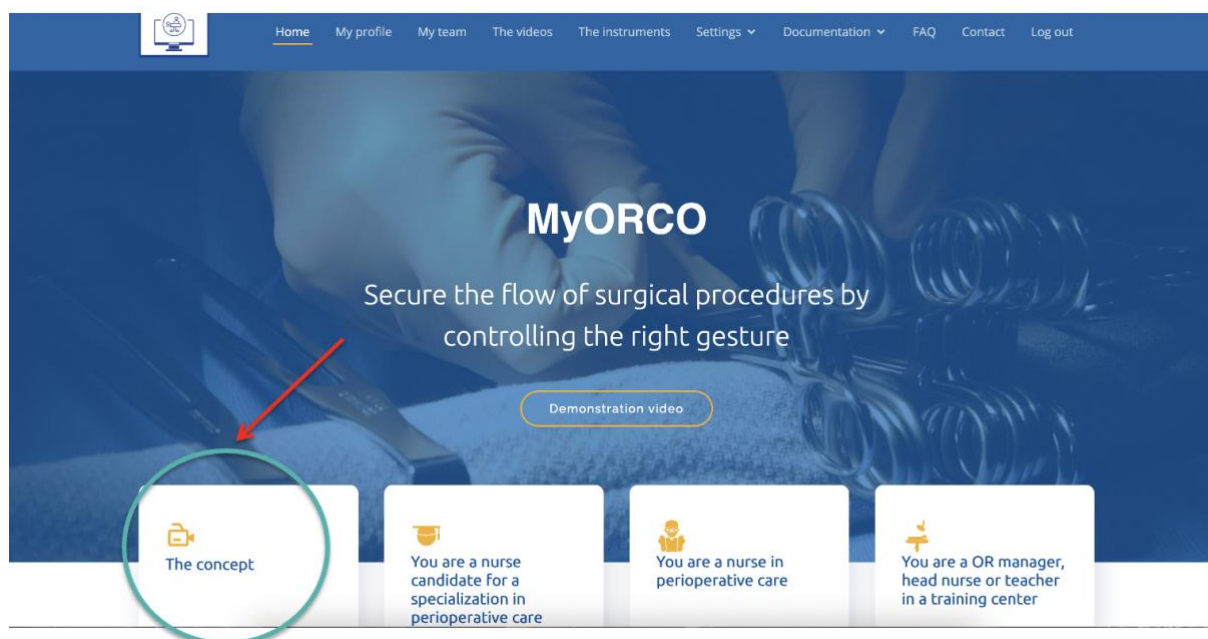 Home My profile My team The videos The instruments Settings Documentation FAQ Contact Log out
MyORCO
Secure the flow of surgical procedures by
controlling the right gesture
Demonstration video
The concept
You are a nurse
candidate for a
specialization in
perioperative care
You are a nurse in
perioperative care
You are a OR manager,
head nurse or teacher
in a training center